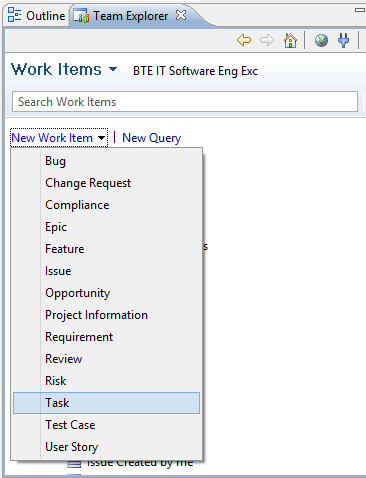 Outline Team Explorer
Work Items BTE IT Software Eng Exc
Search Work Items
New Work Item | New Query
Bug
Change Request
Compliance
Epic
Feature
s
Issue
Opportunity
Project Information
Requirement
Review
Risk
Task
Test Case
User Story
Issue Created by me